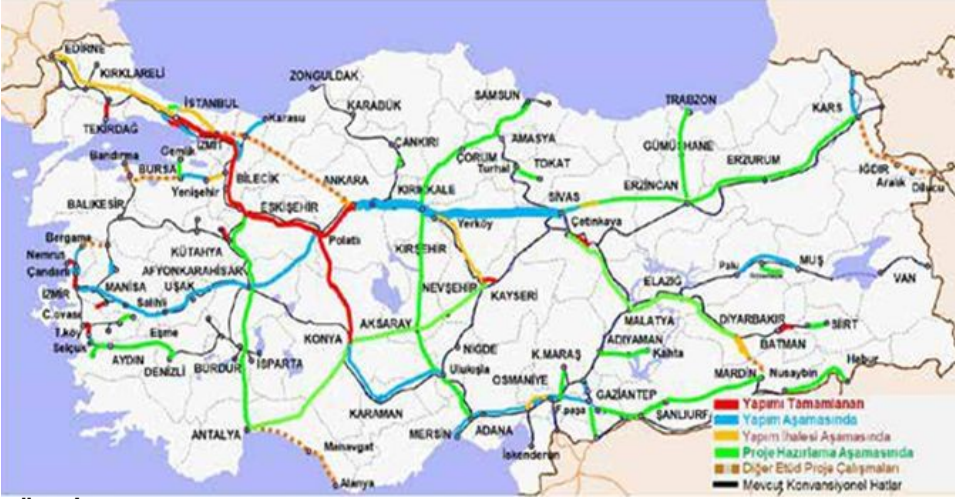 EDİRNE
KIRKLARELİ
TEKİRDAĞ
İSTANBUL
ZONGULDAK
KARABÜK
SAMSUN
TRABZON
KARS
Karasu
İZMİT
Bandırma
Gemlik
BURSA
Yenişehir
BİLECİK
ÇANKIRI
AMASYA
ÇORUM
Turhal
TOKAT
GÜMÜŞHANE
ERZURUM
IĞDIR
Aralık
Dilucu
ANKARA
KIRIKKALE
SİVAS
ERZİNCAN
BALIKESİR
ESKİŞEHİR
Polatlı
Yerköy
Çetinkaya
Bergama
Nemrut
Çandarlı
KÜTAHYA
AFYONKARAHİSAR
KIRŞEHİR
Palu
MUŞ
VAN
İZMİR
MANİSA
UŞAK
Salihli
NEVŞEHİR
KAYSERİ
ELAZIĞ
MALATYA
DİYARBAKIR
SİİRT
BATMAN
T.köy
Selçuk
Eşme
AYDIN
DENİZLİ
BURDUR
ISPARTA
KONYA
AKSARAY
NİĞDE
Ulukışla
K.MARAŞ
ADIYAMAN
Kahta
MARDİN
Nusaybin
Habur
OSMANİYE
F.paşa
GAZİANTEP
ŞANLIURF
KARAMAN
MERSİN
ADANA
İskenderun
ANTALYA
Manavgat
Alanya
Yapımı Tamamlanan
Yapım Aşamasında
Yapım İhalesi Aşamasında
Proje Hazırlama Aşamasında
Diğer Etüd Proje Çalışmaları
Mevcut Konvansiyonel Hatlar